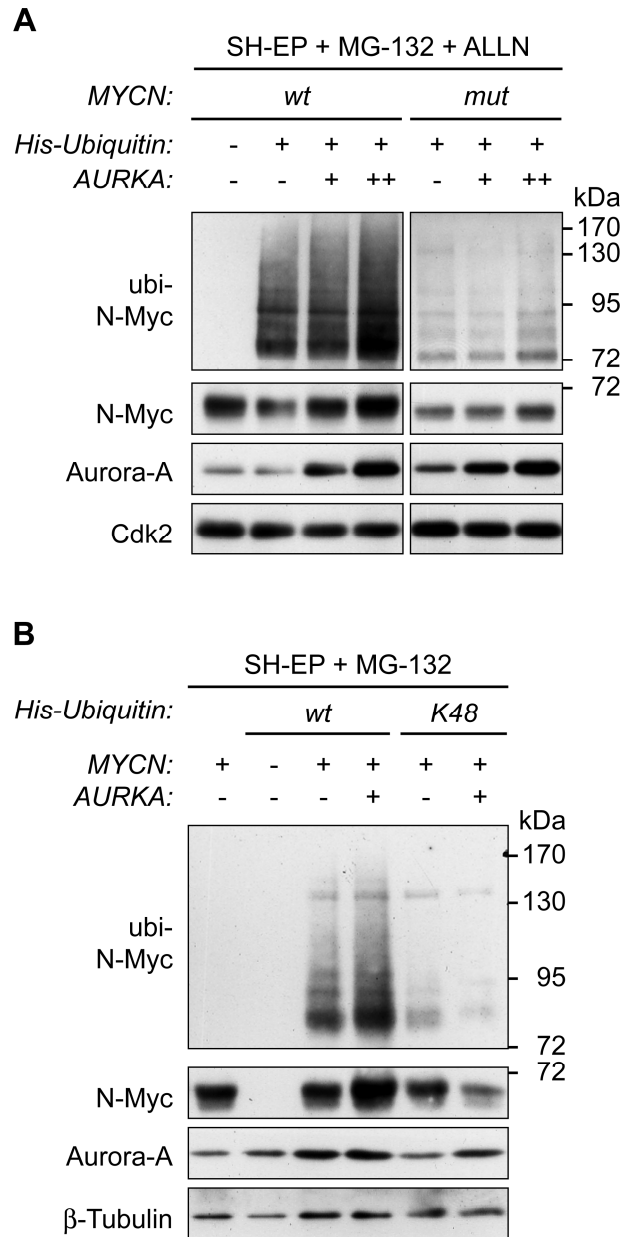 A
SH-EP + MG-132 + ALLN
MYCN: wt mut
His-Ubiquitin: - + + + + + +
AURKA: - - + ++ - + ++
kDa
170
130
ubi-
N-Myc
95
72
72
N-Myc
Aurora-A
Cdk2
B
SH-EP + MG-132
His-Ubiquitin: wt K48
MYCN: + - + + + +
AURKA: - - - + - +
kDa
170
130
ubi-
N-Myc
95
72
72
N-Myc
Aurora-A
β-Tubulin